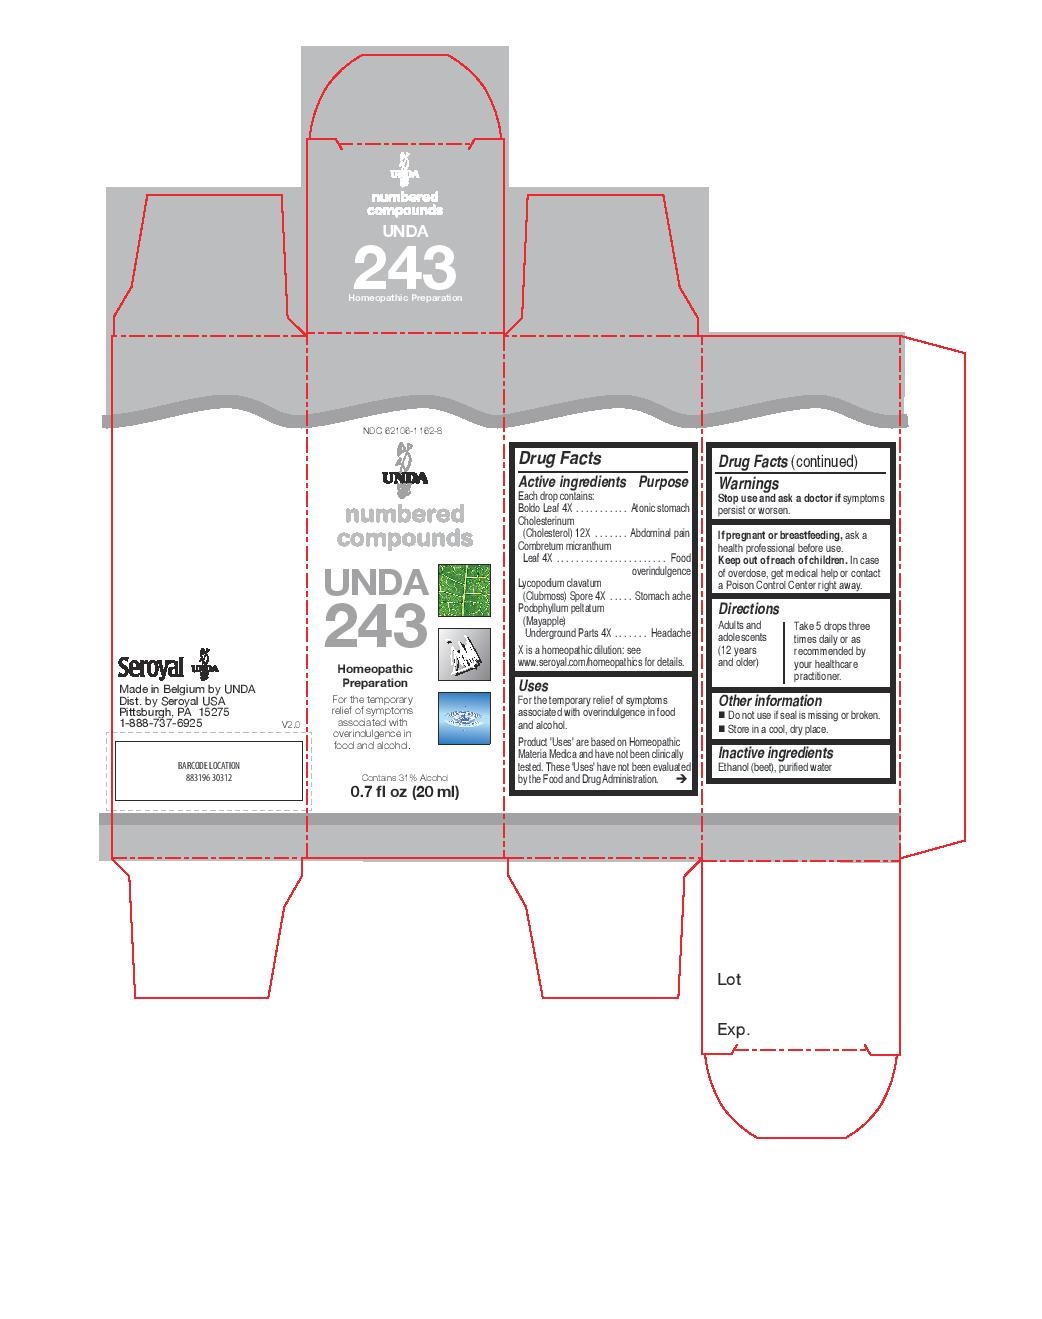 UNDA
numbered
compounds
UNDA
243
Homeopathic Preparation
NDC 62106-1162-8
UNDA
numbered
compounds
UNDA
243
Homeopathic
Preparation
For the temporary
relief of symptoms
associated with
overindulgence in
food and alcohol.
Contains 31% Alcohol
0.7 fl oz (20 ml)
Seroyal UNDA
Made in Belgium by UNDA
Dist. by Seroyal USA
Pittsburgh, PA 15275
1-888-737-6925 V2.0
BARCODE LOCATION
883196 30312
Drug Facts
Active ingredients Purpose
Each drop contains:
Boldo Leaf 4X . . . . . . . . . . . Atonic stomach
Cholesterinum
(Cholesterol) 12X . . . . . . . Abdominal pain
Combretum micranthum
Leaf 4X . . . . . . . . . . . . . . . . . . . . . . . Food
overindulgence
Lycopodium clavatum
(Clubmoss) Spore 4X . . . . . Stomach ache
Podophyllum peltatum
(Mayapple)
Underground Parts 4X . . . . . . . Headache
X is a homeopathic dilution: see
www.seroyal.com/homeopathics for details.
Uses
For the temporary relief of symptoms
associated with overindulgence in food
and alcohol.
Product 'Uses' are based on Homeopathic
Materia Medica and have not been clinically
tested. These 'Uses' have not been evaluated
by the Food and Drug Administration. →
Drug Facts (continued)
Warnings
Stop use and ask a doctor if symptoms
persist or worsen.
If pregnant or breastfeeding, ask a
health professional before use.
Keep out of reach of children. In case
of overdose, get medical help or contact
a Poison Control Center right away.
Directions
Adults and
adolescents
(12 years
and older)
Take 5 drops three
times daily or as
recommended by
your healthcare
practitioner.
Other information
■ Do not use if seal is missing or broken.
■ Store in a cool, dry place.
Inactive ingredients
Ethanol (beet), purified water
Lot
Exp.